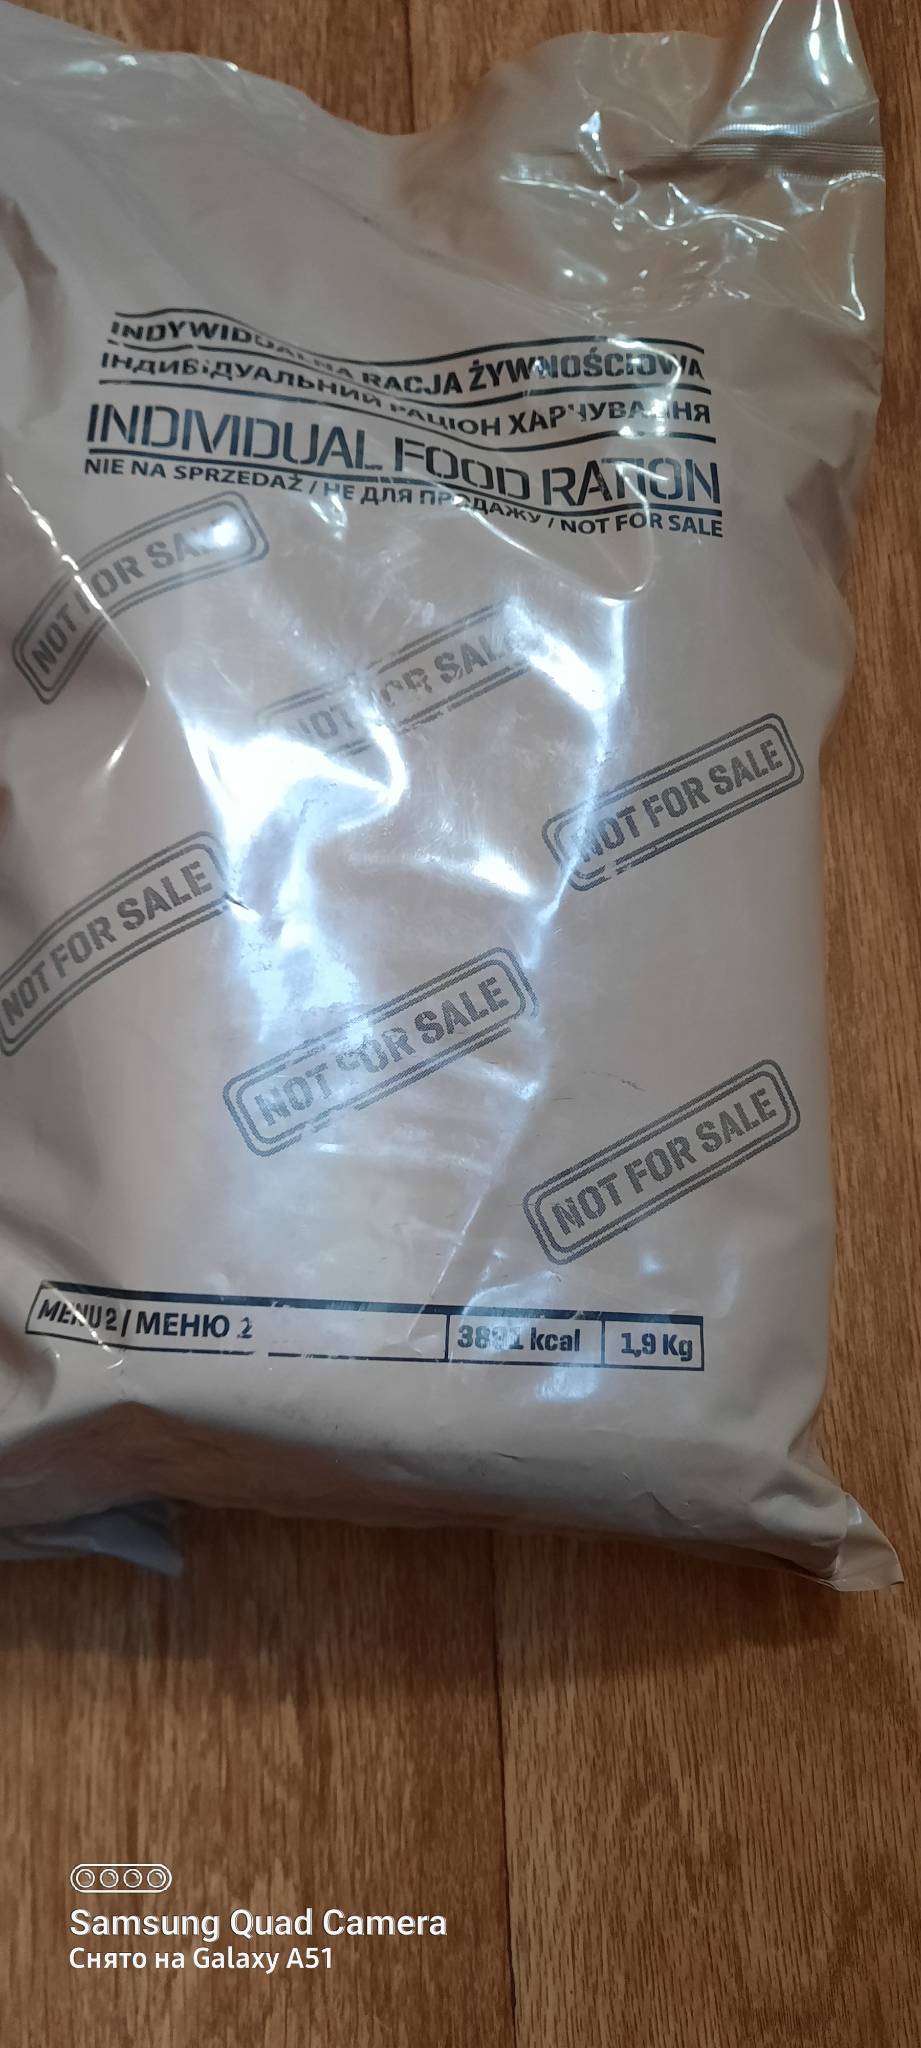 INDYWIDUALNA RACJA ŻYWNOŚCIOWA
ІНДИВІДУАЛЬНИЙ РАЦІОН ХАРЧУВАННЯ
INDIVIDUAL FOOD RATION
NIE NA SPRZEDAŻ / НЕ ДЛЯ ПРОДАЖУ / NOT FOR SALE
NOT FOR SALE
NOT FOR SALE
NOT FOR SALE
NOT FOR SALE
NOT FOR SALE
NOT FOR SALE
MENU 2 / МЕНЮ 2
kcal
1,9 Kg
Samsung Quad Camera
Снято на Galaxy A51